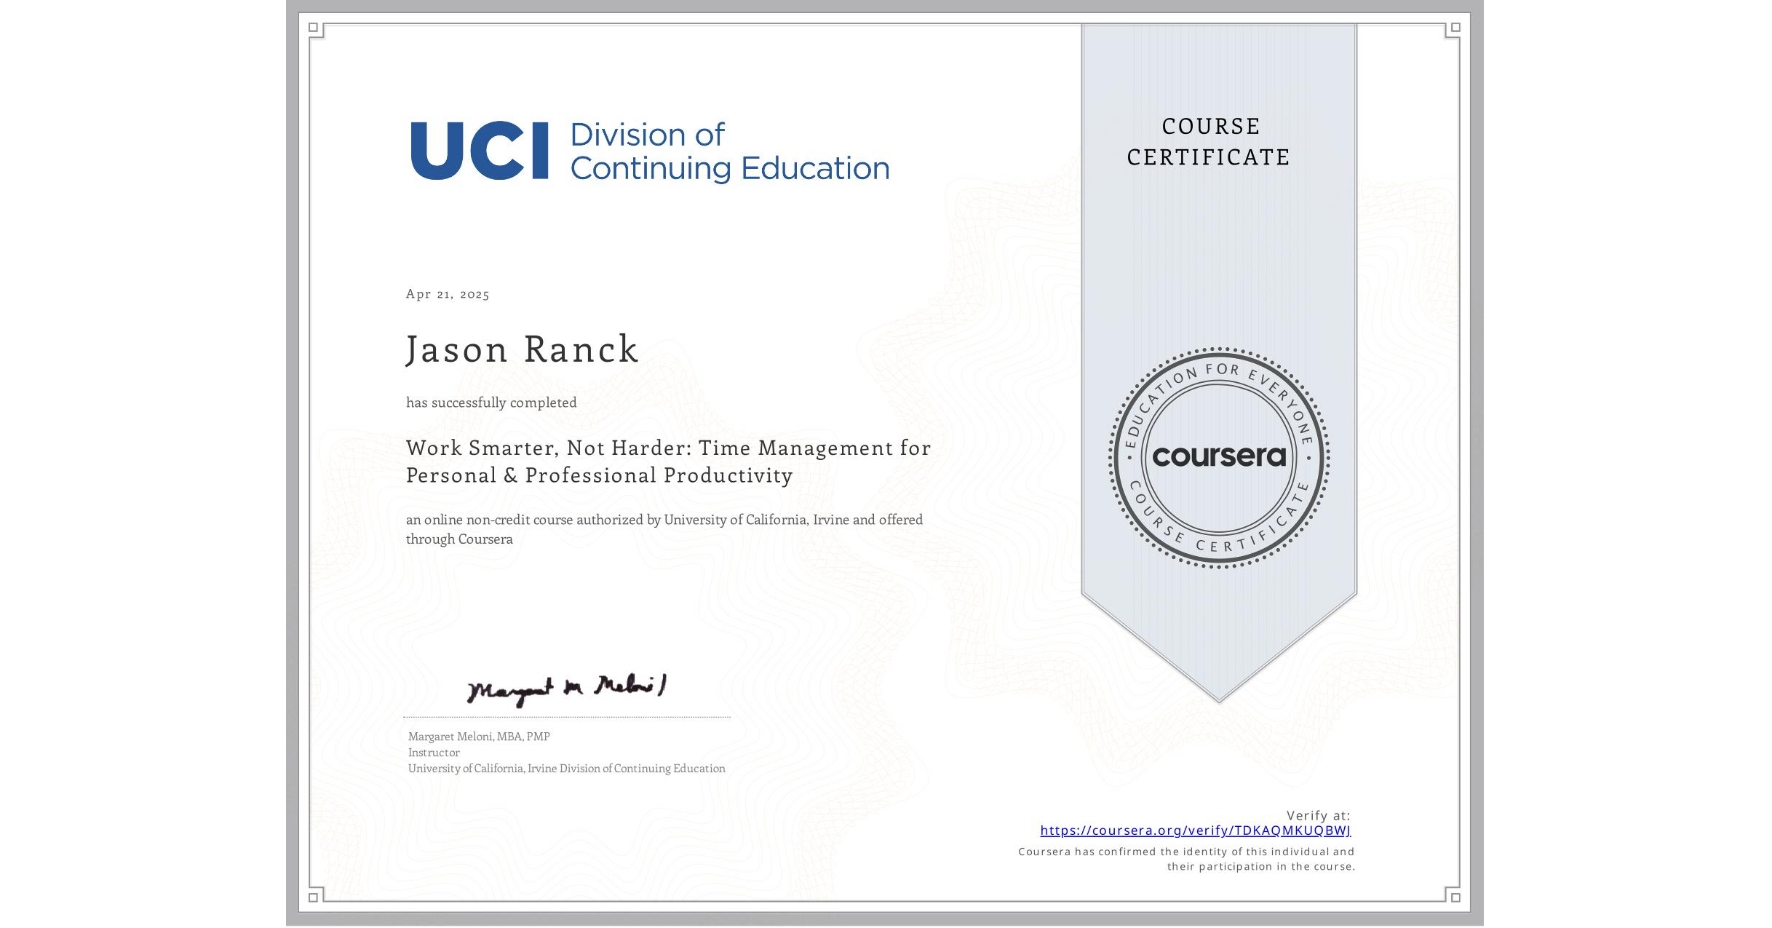 UCI Division of
Continuing Education
COURSE
CERTIFICATE
Apr 21, 2025
Jason Ranck
has successfully completed
Work Smarter, Not Harder: Time Management for
Personal & Professional Productivity
an online non-credit course authorized by University of California, Irvine and offered
through Coursera
EDUCATION FOR EVERYONE
coursera
COURSE CERTIFICATE
Margaret M Meloni
Margaret Meloni, MBA, PMP
Instructor
University of California, Irvine Division of Continuing Education
Verify at:
https://coursera.org/verify/TDKAQMKUQBWJ
Coursera has confirmed the identity of this individual and
their participation in the course.